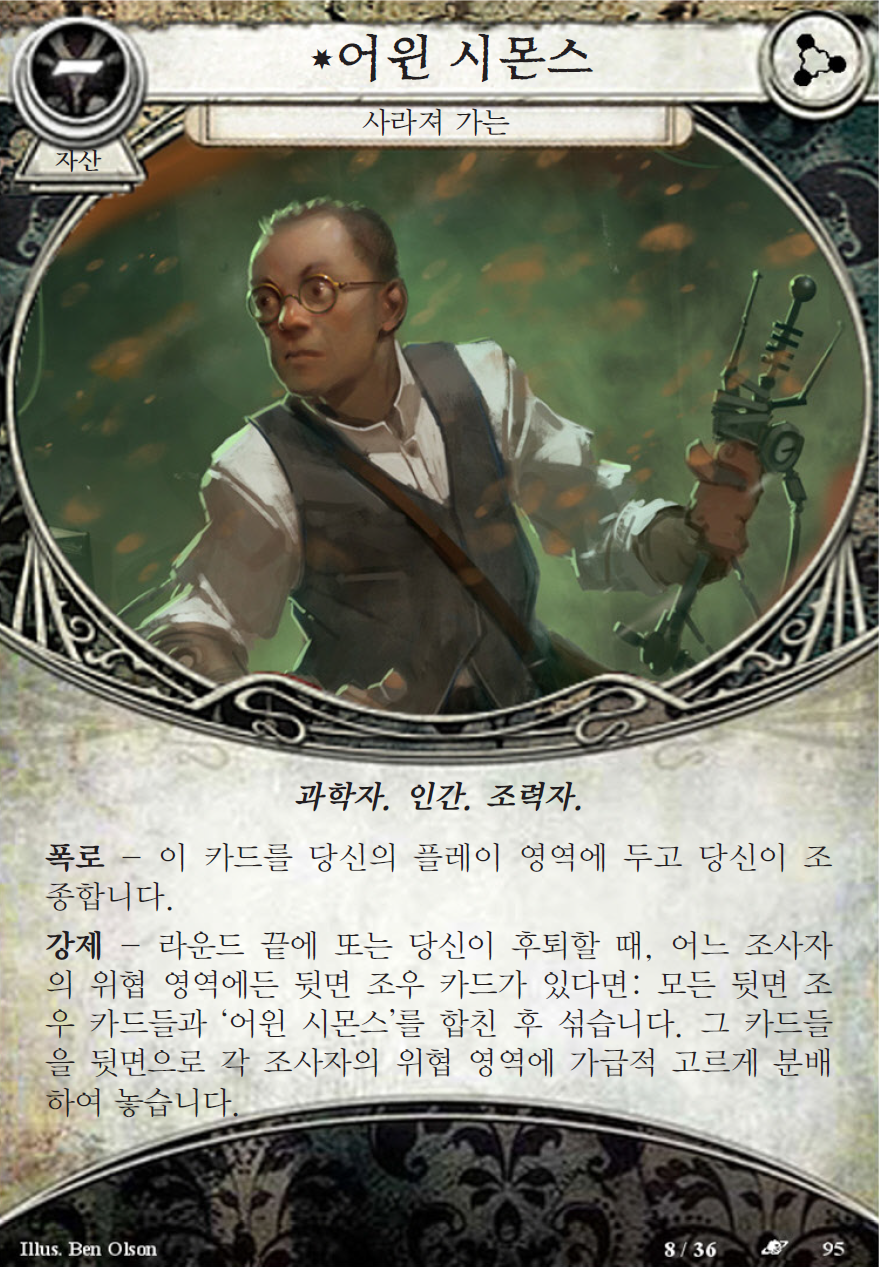 ✷어윈 시몬스
사라져 가는
자산
과학자. 인간. 조력자.
폭로 – 이 카드를 당신의 플레이 영역에 두고 당신이 조
종합니다.
강제 – 라운드 끝에 또는 당신이 후퇴할 때, 어느 조사자
의 위협 영역에든 뒷면 조우 카드가 있다면: 모든 뒷면 조
우 카드들과 ‘어윈 시몬스’를 합친 후 섞습니다. 그 카드들
을 뒷면으로 각 조사자의 위협 영역에 가급적 고르게 분배
하여 놓습니다.
Illus. Ben Olson
8 / 36
95